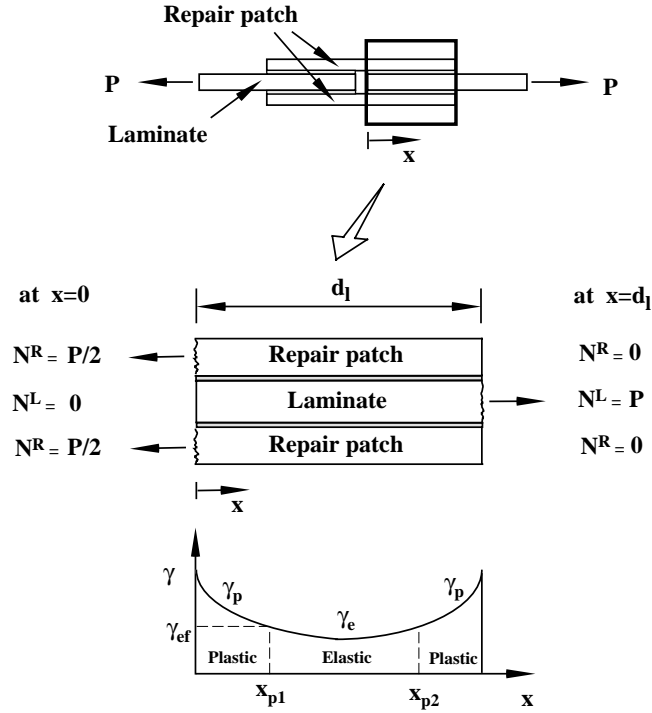 Repair patch
P
P
Laminate
x
at x=0
d_l
at x=d_l
N^R = P/2
Repair patch
N^R = 0
N^L = 0
Laminate
N^L = P
N^R = P/2
Repair patch
N^R = 0
x
γ
γ_p
γ_p
γ_ef
γ_e
Plastic
Elastic
Plastic
x_p1
x_p2
x